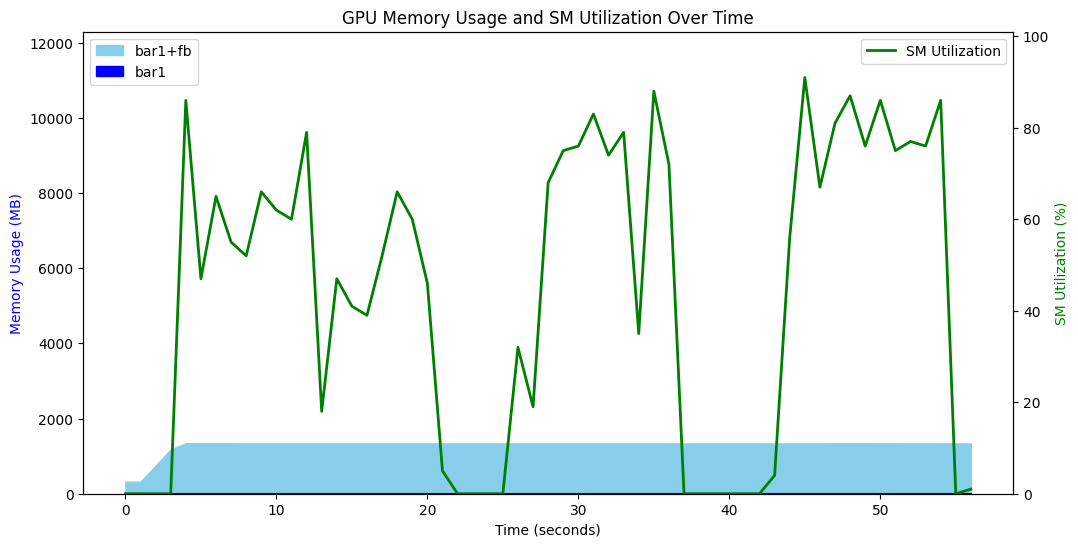 GPU Memory Usage and SM Utilization Over Time
bar1+fb
bar1
SM Utilization
Memory Usage (MB)
12000
10000
8000
6000
4000
2000
0
SM Utilization (%)
100
80
60
40
20
0
0 10 20 30 40 50
Time (seconds)